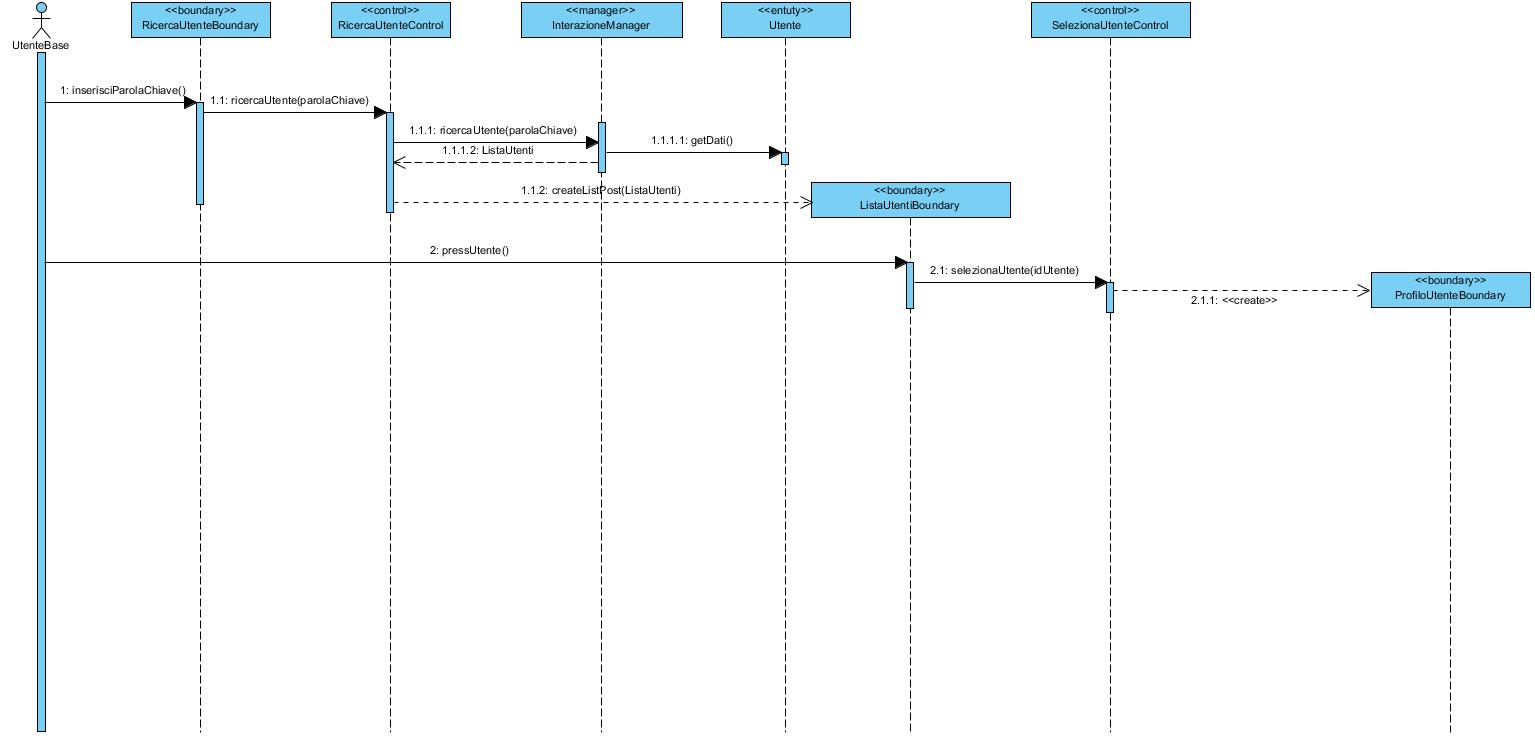 UtenteBase
<<boundary>>
RicercaUtenteBoundary
<<control>>
RicercaUtenteControl
<<manager>>
InterazioneManager
<<entuty>>
Utente
<<control>>
SelezionaUtenteControl
1: inserisciParolaChiave()
1.1: ricercaUtente(parolaChiave)
1.1.1: ricercaUtente(parolaChiave)
1.1.1.1: getDati()
1.1.1.2: ListaUtenti
1.1.2: createListPost(ListaUtenti)
<<boundary>>
ListaUtentiBoundary
2: pressUtente()
2.1: selezionaUtente(idUtente)
2.1.1: <<create>>
<<boundary>>
ProfiloUtenteBoundary